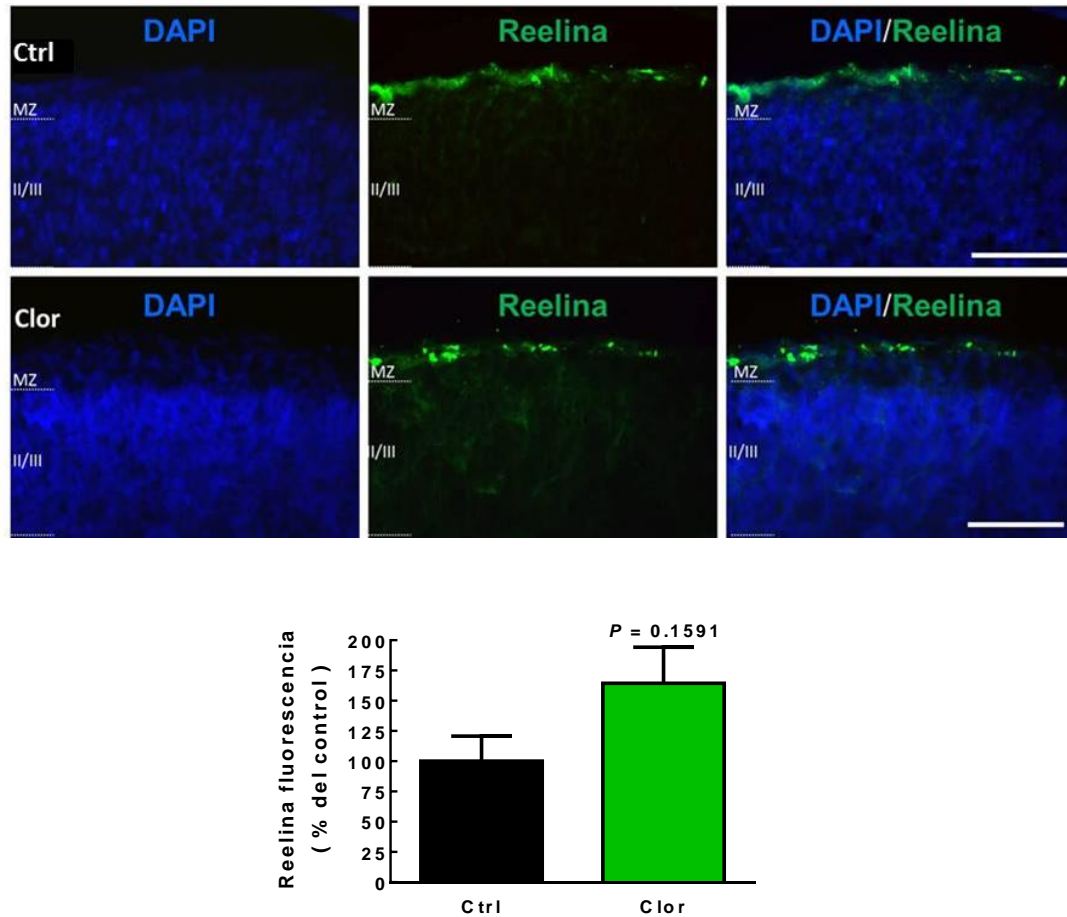 DAPI
Reelina
DAPI/Reelina
Ctrl
MZ
MZ
MZ
II/III
II/III
II/III
DAPI
Reelina
DAPI/Reelina
Clor
MZ
MZ
MZ
II/III
II/III
II/III
P = 0.1591
Reelina fluorescencia
( % del control )
200
175
150
125
100
75
50
25
0
Ctrl
Clor